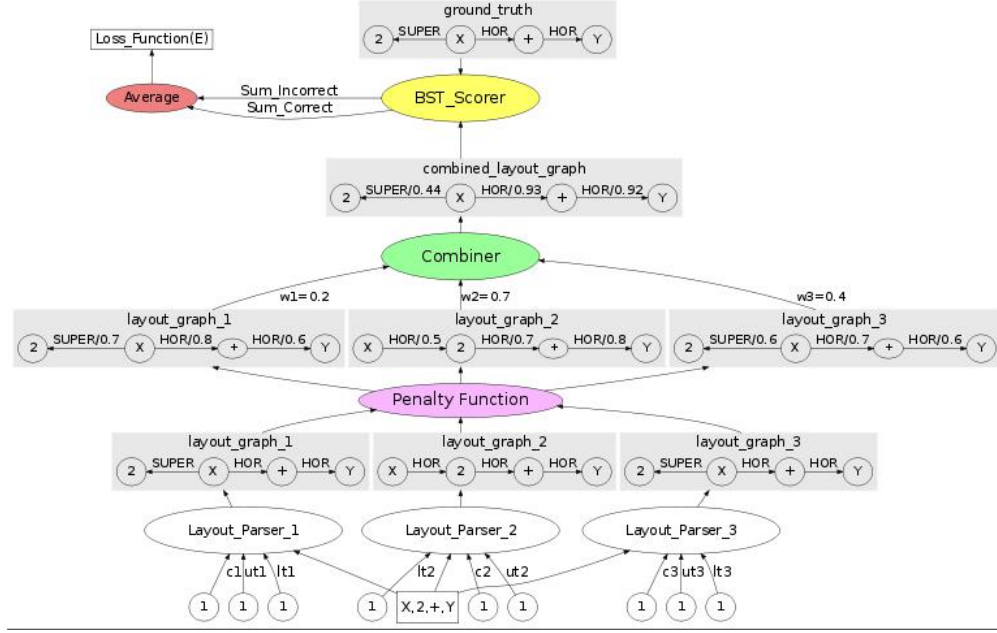 ground_truth
2 SUPER X HOR + HOR Y
Loss_Function(E)
Average
Sum_Incorrect
Sum_Correct
BST_Scorer
combined_layout_graph
2 SUPER/0.44 X HOR/0.93 + HOR/0.92 Y
Combiner
w1=0.2 w2=0.7 w3=0.4
layout_graph_1 layout_graph_2 layout_graph_3
2 SUPER/0.7 X HOR/0.8 + HOR/0.6 Y X HOR/0.5 2 HOR/0.7 + HOR/0.8 Y 2 SUPER/0.6 X HOR/0.7 + HOR/0.6 Y
Penalty Function
layout_graph_1 layout_graph_2 layout_graph_3
2 SUPER X HOR + HOR Y X HOR 2 HOR + HOR Y 2 SUPER X HOR + HOR Y
Layout_Parser_1 Layout_Parser_2 Layout_Parser_3
c1 ut1 lt1 lt2 c2 ut2 c3 ut3 lt3
1 1 1 1 X,2,+,Y 1 1 1 1 1